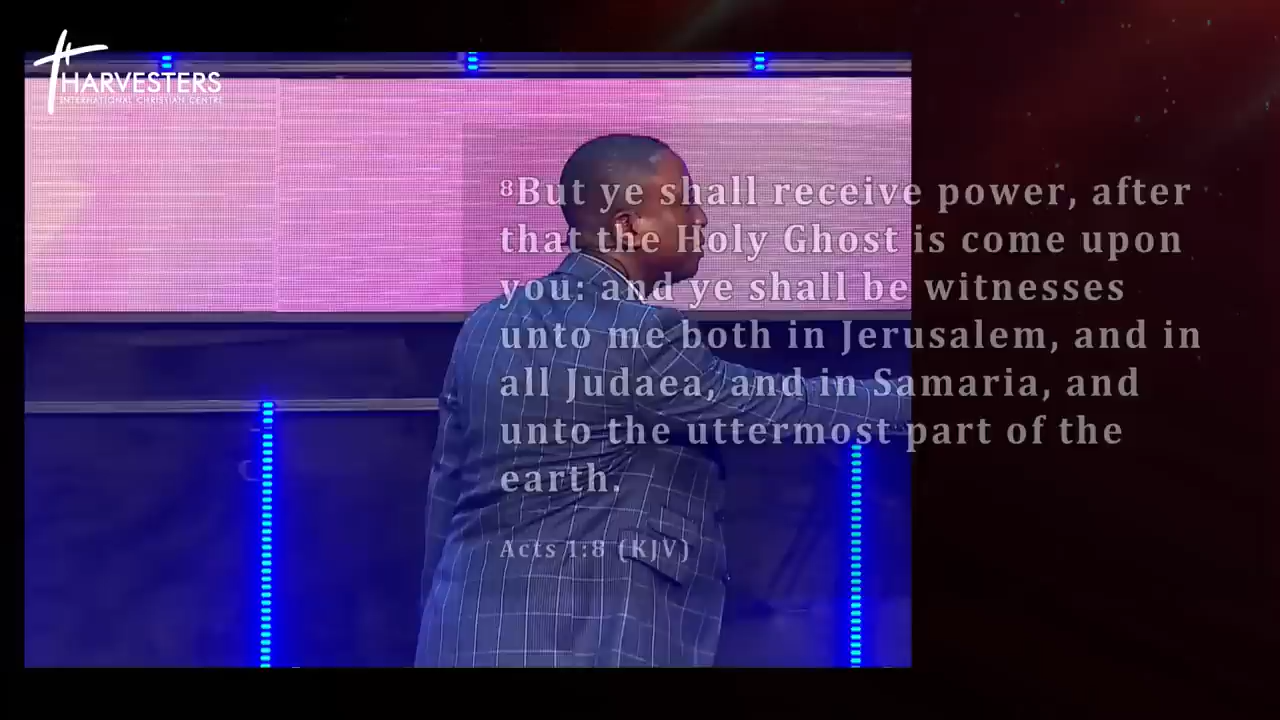 HARVESTERS
INTERNATIONAL CHRISTIAN CENTRE
⁸But ye shall receive power, after
that the Holy Ghost is come upon
you: and ye shall be witnesses
unto me both in Jerusalem, and in
all Judaea, and in Samaria, and
unto the uttermost part of the
earth.
Acts 1:8 (KJV)